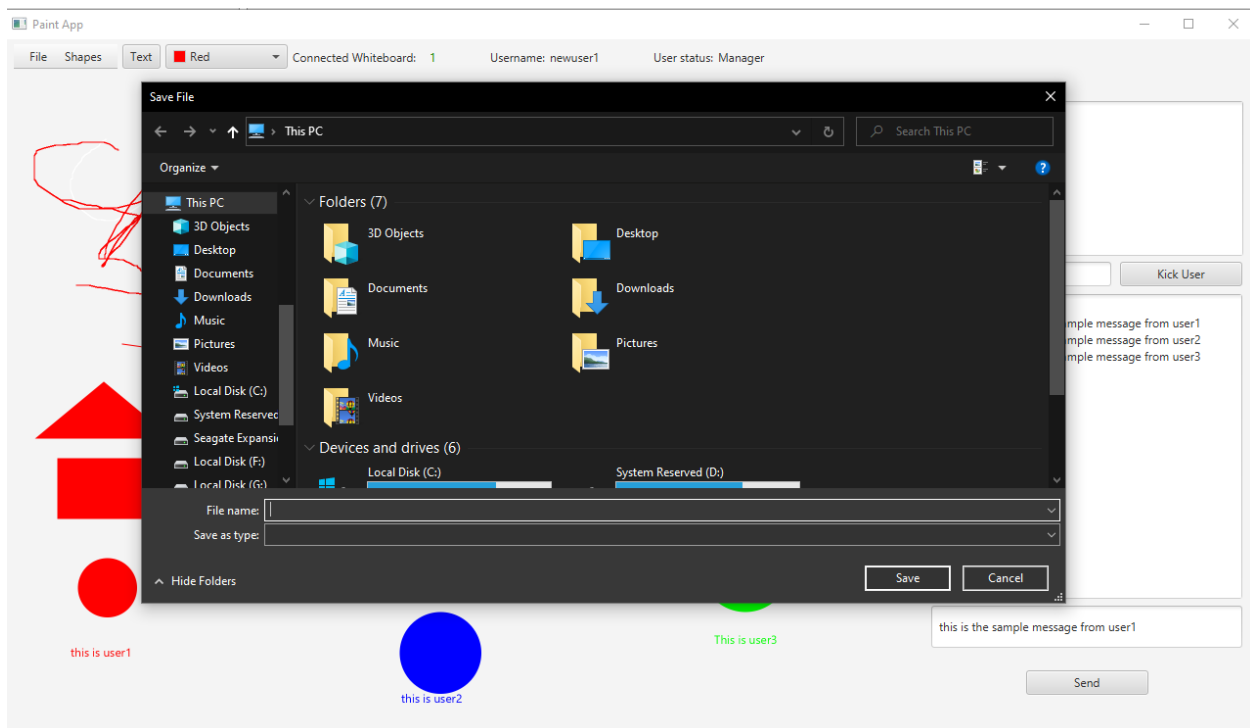 Paint App
File Shapes Text Red Connected Whiteboard: 1 Username: newuser1 User status: Manager
Save File
This PC
Search This PC
Organize
This PC
3D Objects
Desktop
Documents
Downloads
Music
Pictures
Videos
Local Disk (C:)
System Reserved
Seagate Expansi
Local Disk (F:)
Local Disk (G:)
Folders (7)
3D Objects
Desktop
Documents
Downloads
Music
Pictures
Videos
Devices and drives (6)
Local Disk (C:)
System Reserved (D:)
File name:
Save as type:
Hide Folders
Save
Cancel
Kick User
mple message from user1
mple message from user2
mple message from user3
this is the sample message from user1
Send
this is user1
this is user2
This is user3